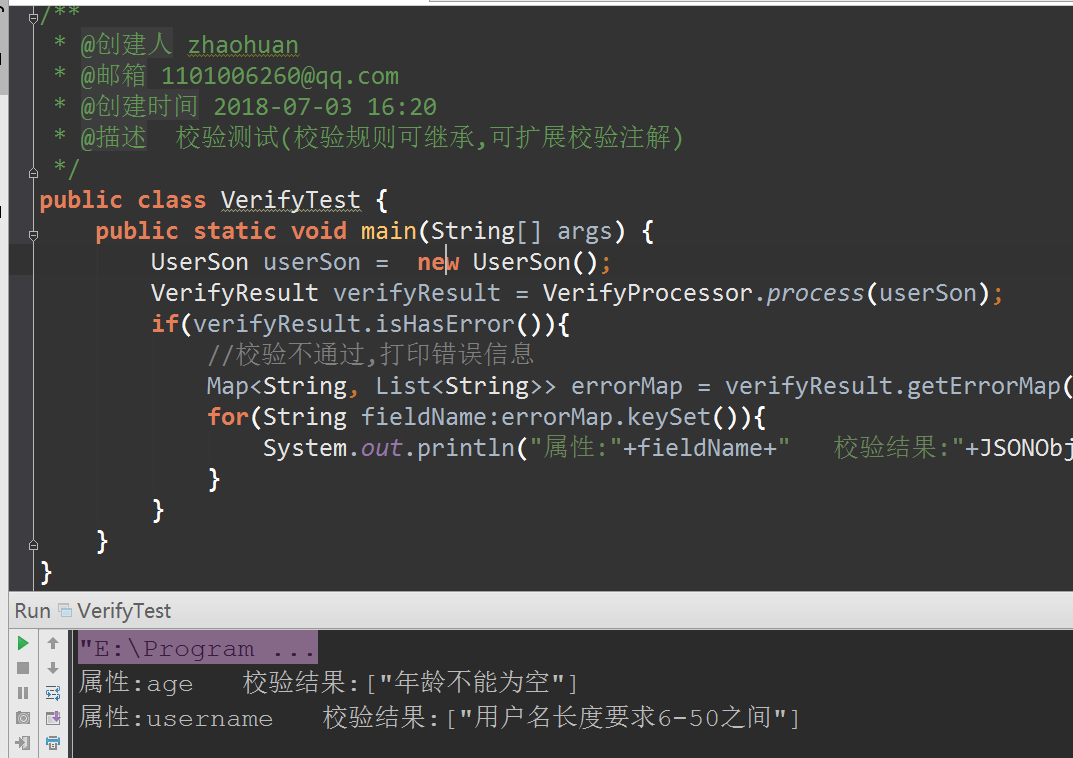 /**
 * @创建人 zhaohuan
 * @邮箱 1101006260@qq.com
 * @创建时间 2018-07-03 16:20
 * @描述  校验测试(校验规则可继承,可扩展校验注解)
 */
public class VerifyTest {
    public static void main(String[] args) {
        UserSon userSon =  new UserSon();
        VerifyResult verifyResult = VerifyProcessor.process(userSon);
        if(verifyResult.isHasError()){
            //校验不通过,打印错误信息
            Map<String, List<String>> errorMap = verifyResult.getErrorMap(
            for(String fieldName:errorMap.keySet()){
                System.out.println("属性:"+fieldName+"   校验结果:"+JSONObj
            }
        }
    }
}
Run VerifyTest
"E:\Program ...
属性:age   校验结果:["年龄不能为空"]
属性:username   校验结果:["用户名长度要求6-50之间"]